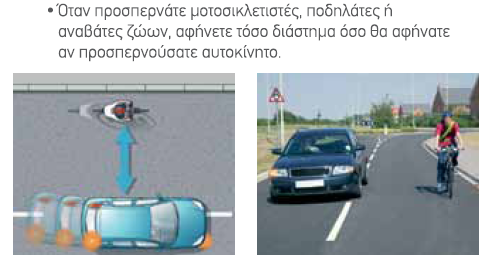 • Όταν προσπερνάτε μοτοσικλετιστές, ποδηλάτες ή
αναβάτες ζώων, αφήνετε τόσο διάστημα όσο θα αφήνατε
αν προσπερνούσατε αυτοκίνητο.